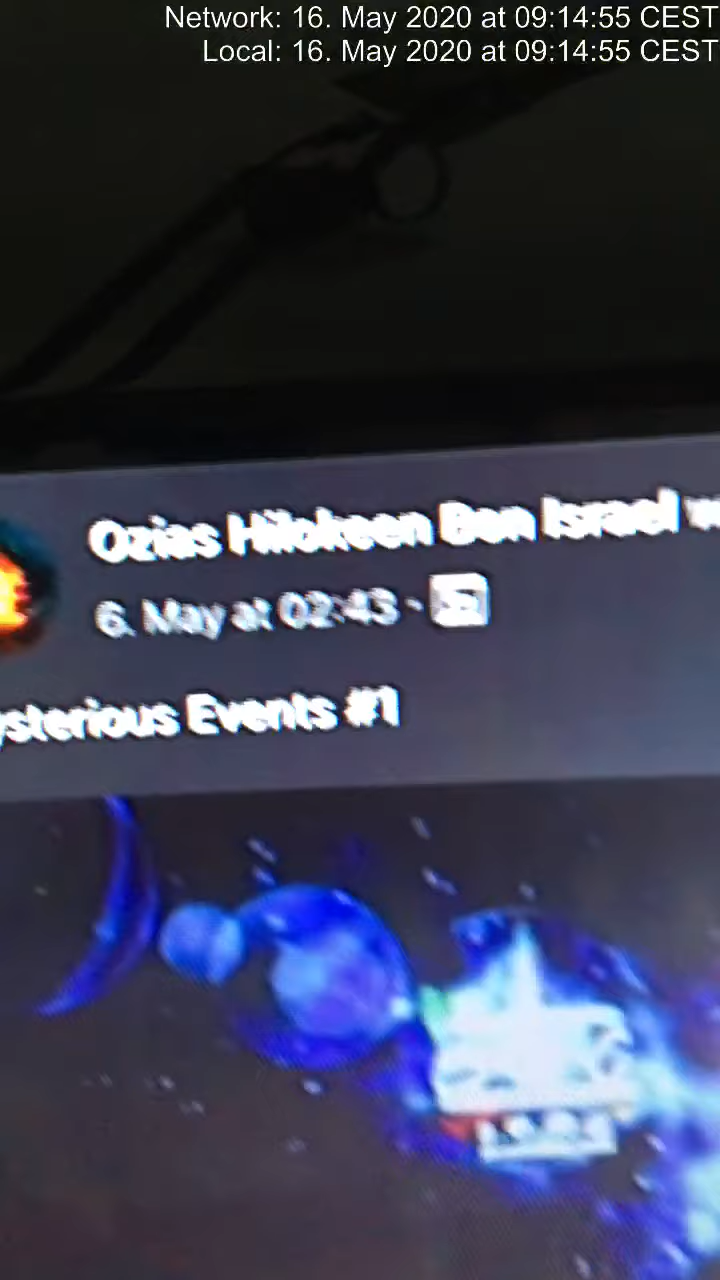 Network: 16. May 2020 at 09:14:55 CEST
Local: 16. May 2020 at 09:14:55 CEST
Ozias Hilokeen Ben Israel w
6. May at 02:43 ·
ysterious Events #1